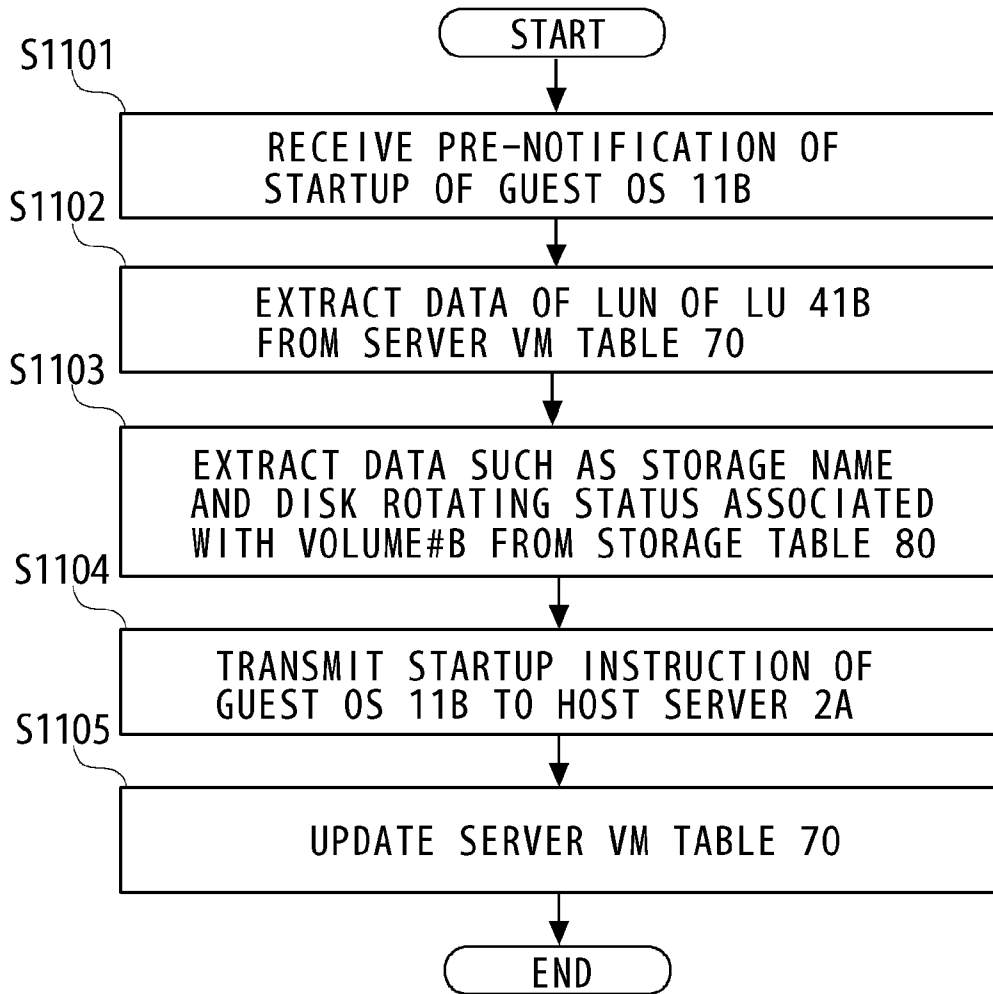 START
S1101
RECEIVE PRE-NOTIFICATION OF
STARTUP OF GUEST OS 11B
S1102
EXTRACT DATA OF LUN OF LU 41B
FROM SERVER VM TABLE 70
S1103
EXTRACT DATA SUCH AS STORAGE NAME
AND DISK ROTATING STATUS ASSOCIATED
WITH VOLUME#B FROM STORAGE TABLE 80
S1104
TRANSMIT STARTUP INSTRUCTION OF
GUEST OS 11B TO HOST SERVER 2A
S1105
UPDATE SERVER VM TABLE 70
END